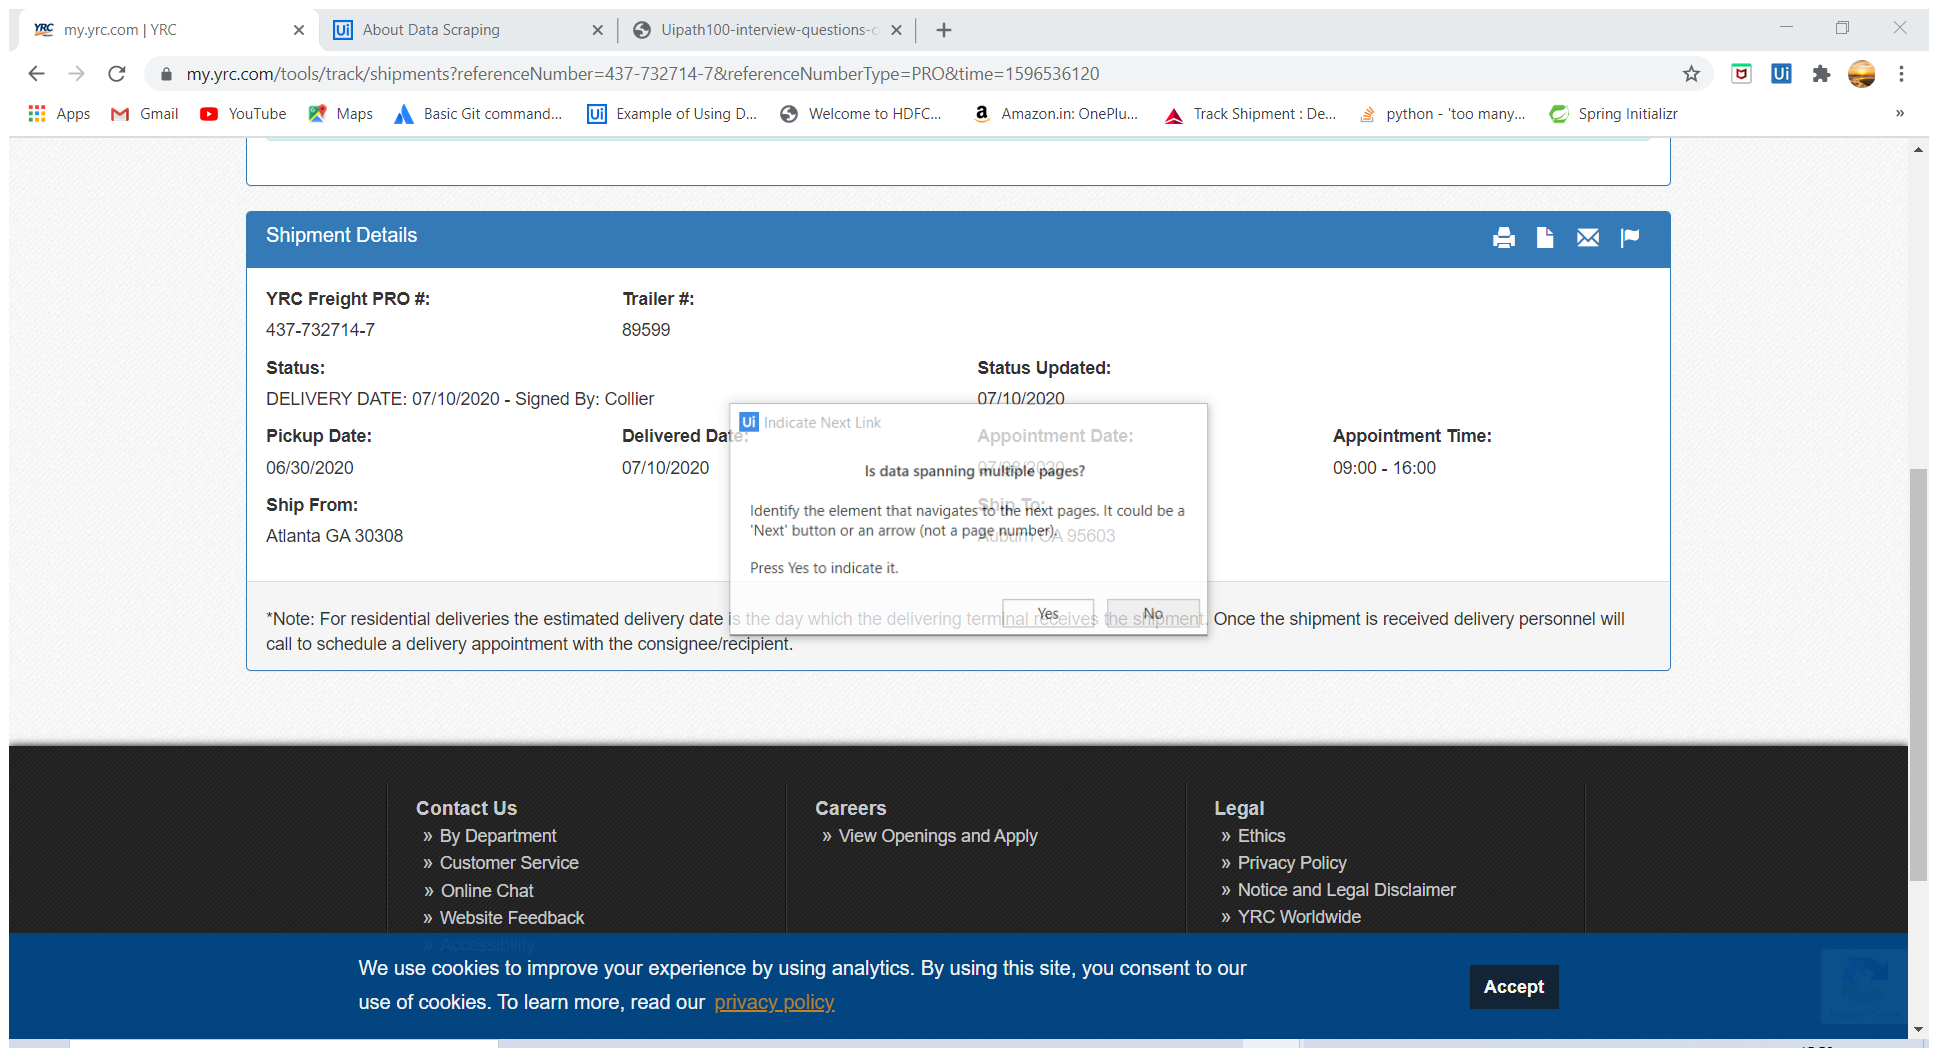 YRC my.yrc.com | YRC
Ui About Data Scraping
Uipath100-interview-questions-c
my.yrc.com/tools/track/shipments?referenceNumber=437-732714-7&referenceNumberType=PRO&time=1596536120
Ui
Apps Gmail YouTube Maps Basic Git command... Ui Example of Using D... Welcome to HDFC... a Amazon.in: OnePlu... Track Shipment : De... python - 'too many... Spring Initializr »
Shipment Details
YRC Freight PRO #: Trailer #:
437-732714-7 89599
Status: Status Updated:
DELIVERY DATE: 07/10/2020 - Signed By: Collier 07/10/2020
Pickup Date: Delivered Date: Appointment Date: Appointment Time:
06/30/2020 07/10/2020 07/08/2020 09:00 - 16:00
Ship From: Ship To:
Atlanta GA 30308 Auburn CA 95603
*Note: For residential deliveries the estimated delivery date is the day which the delivering terminal receives the shipment. Once the shipment is received delivery personnel will
call to schedule a delivery appointment with the consignee/recipient.
Ui Indicate Next Link
Is data spanning multiple pages?
Identify the element that navigates to the next pages. It could be a
'Next' button or an arrow (not a page number).
Press Yes to indicate it.
Yes No
Contact Us
» By Department
» Customer Service
» Online Chat
» Website Feedback
» Accessibility
Careers
» View Openings and Apply
Legal
» Ethics
» Privacy Policy
» Notice and Legal Disclaimer
» YRC Worldwide
We use cookies to improve your experience by using analytics. By using this site, you consent to our
use of cookies. To learn more, read our privacy policy
Accept